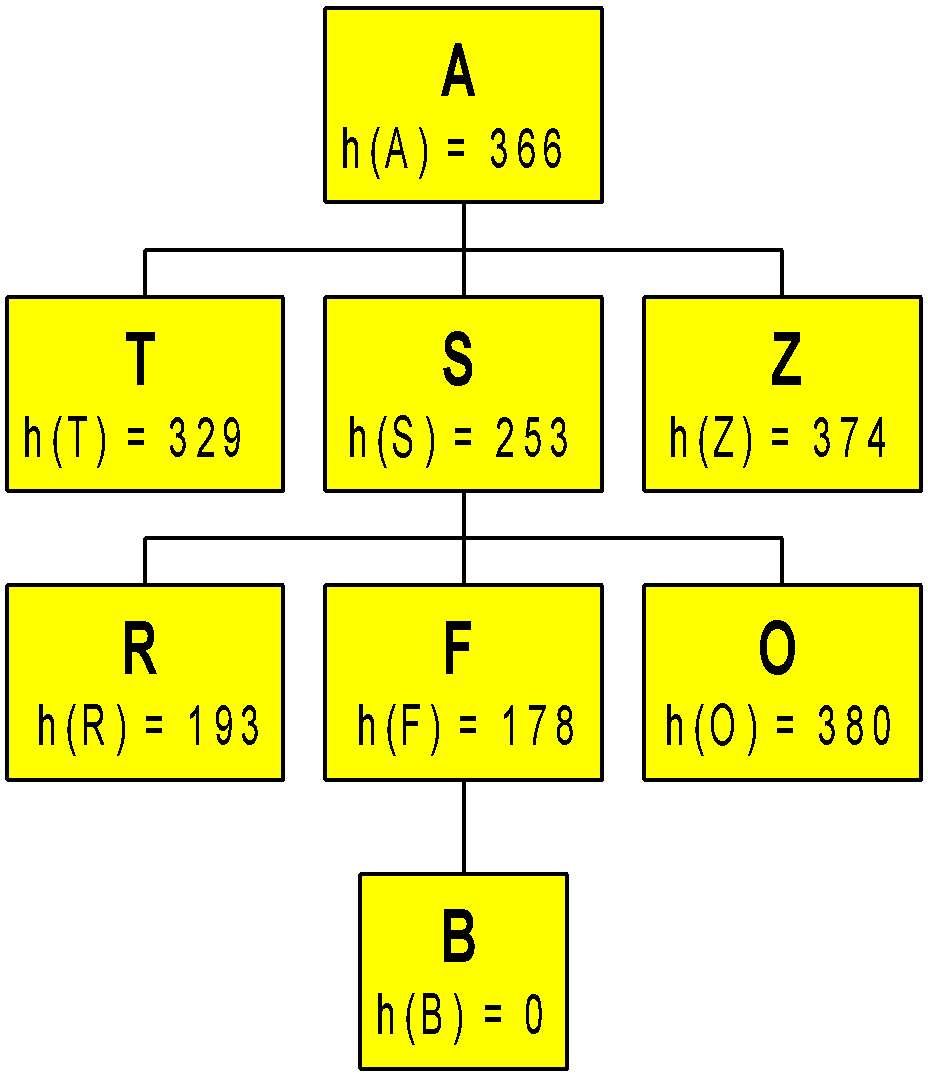 A
h(A) = 366
T
h(T) = 329
S
h(S) = 253
Z
h(Z) = 374
R
h(R) = 193
F
h(F) = 178
O
h(O) = 380
B
h(B) = 0